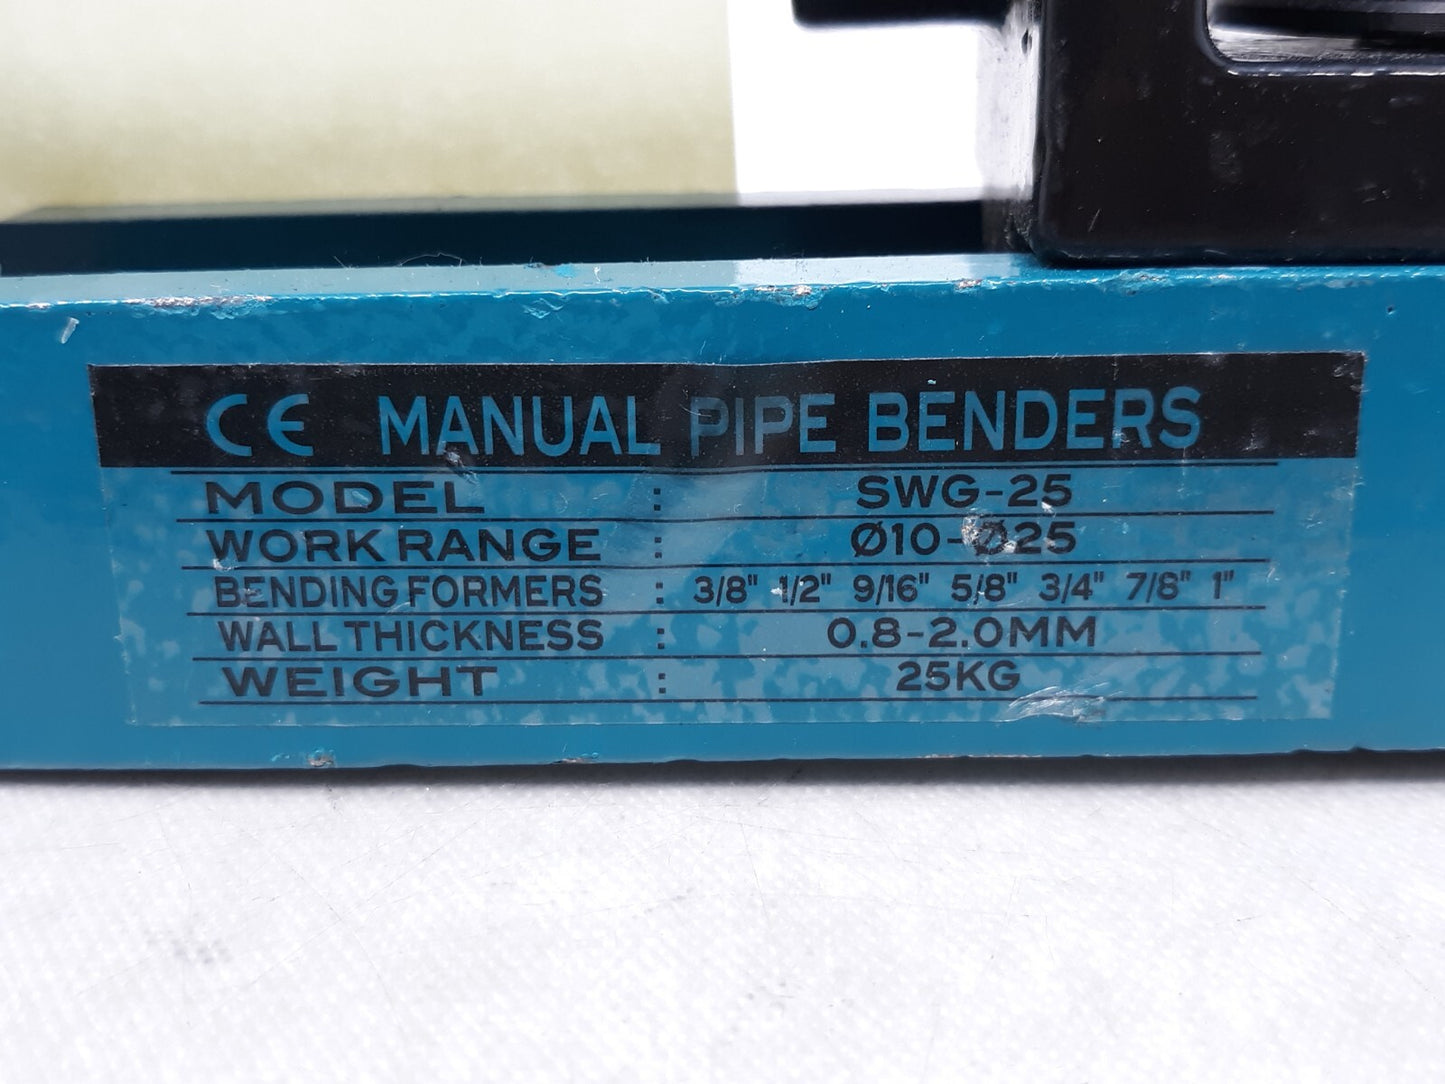 CE MANUAL PIPE BENDERS
MODEL : SWG-25
WORK RANGE : Ø10-Ø25
BENDING FORMERS : 3/8" 1/2" 9/16" 5/8" 3/4" 7/8" 1"
WALL THICKNESS : 0.8-2.0MM
WEIGHT : 25KG